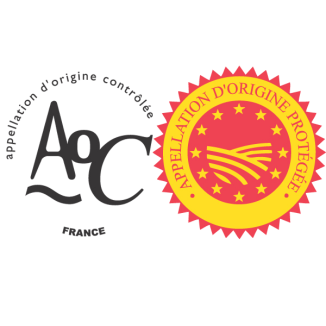 appellation d'origine contrôlée
AoC
FRANCE
APPELLATION D'ORIGINE PROTÉGÉE